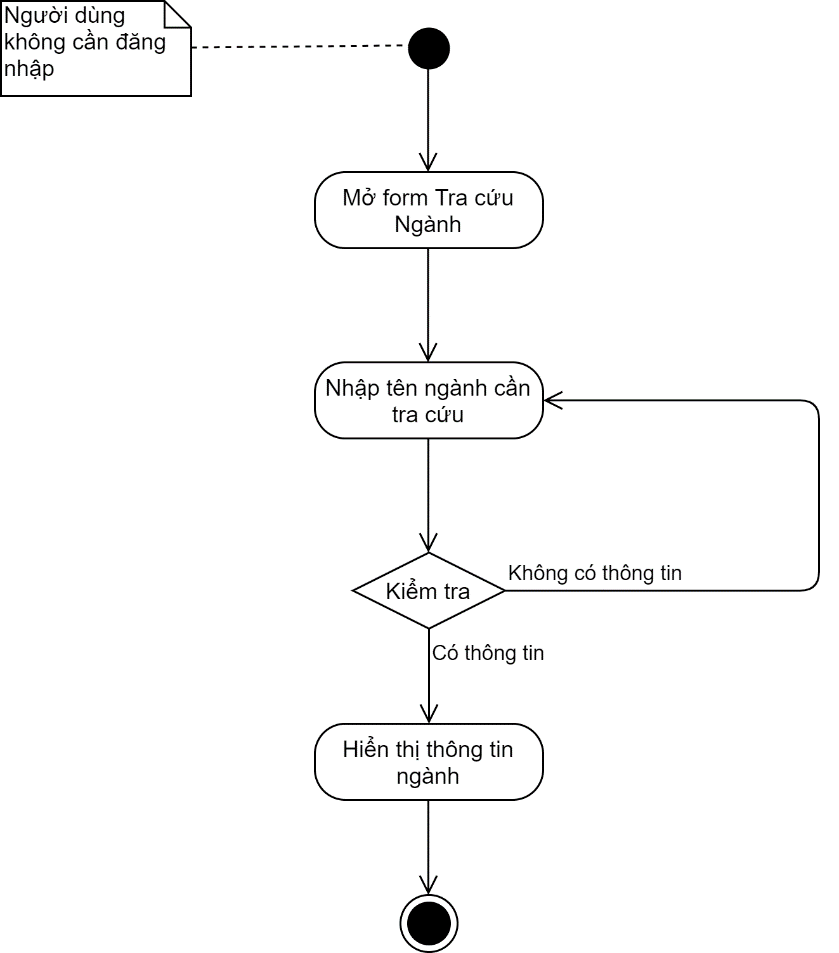 Người dùng
không cần đăng
nhập
Mở form Tra cứu
Ngành
Nhập tên ngành cần
tra cứu
Kiểm tra
Không có thông tin
Có thông tin
Hiển thị thông tin
ngành